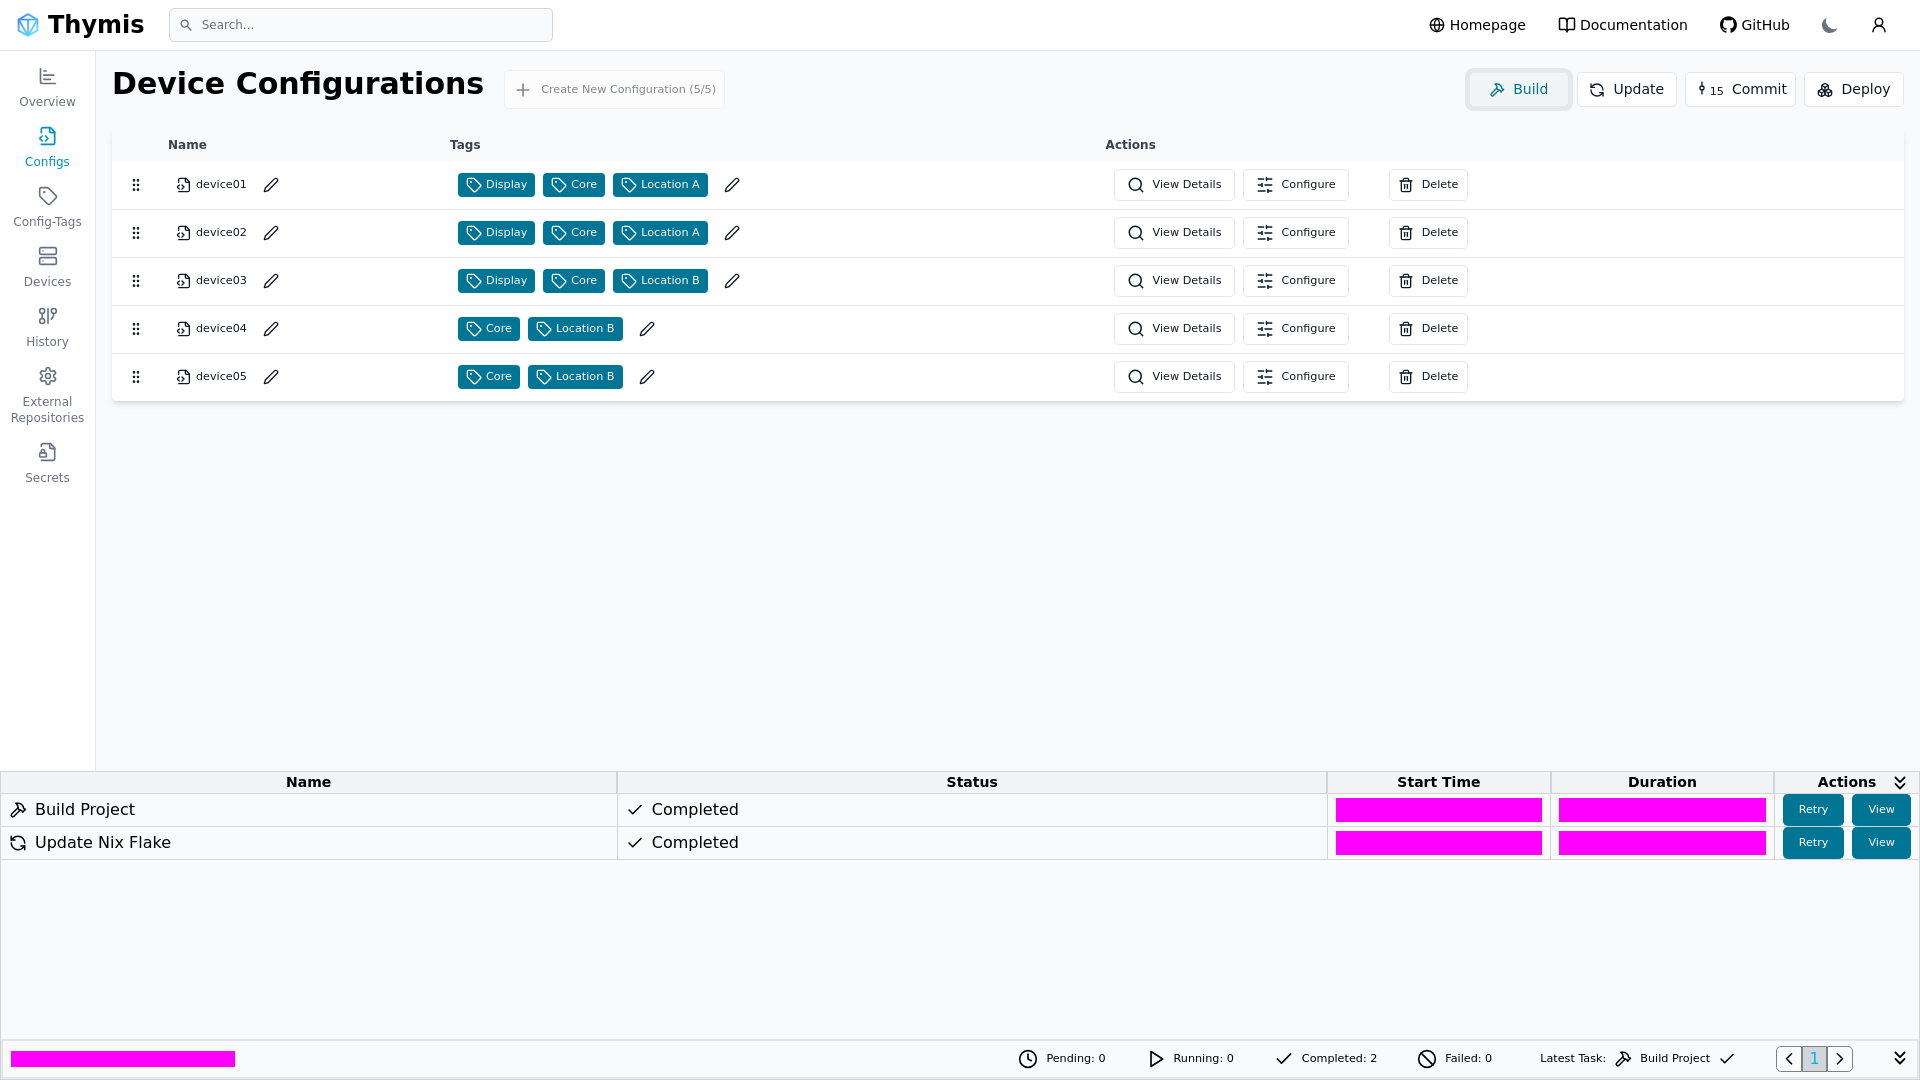 Thymis
Search...
Homepage
Documentation
GitHub
Overview
Configs
Config-Tags
Devices
History
External
Repositories
Secrets
Device Configurations
Create New Configuration (5/5)
Build
Update
15 Commit
Deploy
Name Tags Actions
device01 Display Core Location A View Details Configure Delete
device02 Display Core Location A View Details Configure Delete
device03 Display Core Location B View Details Configure Delete
device04 Core Location B View Details Configure Delete
device05 Core Location B View Details Configure Delete
Name Status Start Time Duration Actions
Build Project Completed Retry View
Update Nix Flake Completed Retry View
Pending: 0 Running: 0 Completed: 2 Failed: 0 Latest Task: Build Project 1